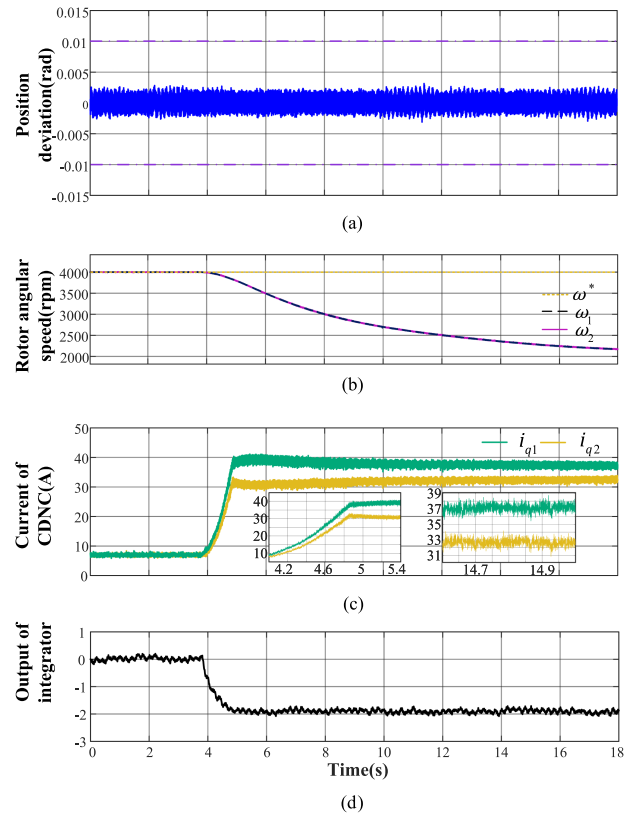 Position
deviation(rad)
0.015
0.01
0.005
0
-0.005
-0.01
-0.015
(a)
Rotor angular
speed(rpm)
4000
3500
3000
2500
2000
ω*
ω1
ω2
(b)
Current of
CDNC(A)
50
40
30
20
10
0
iq1 iq2
40
30
20
10
4.2 4.6 5 5.4
39
37
35
33
31
14.7 14.9
(c)
Output of
integrator
1
0
-1
-2
-3
0 2 4 6 8 10 12 14 16 18
Time(s)
(d)